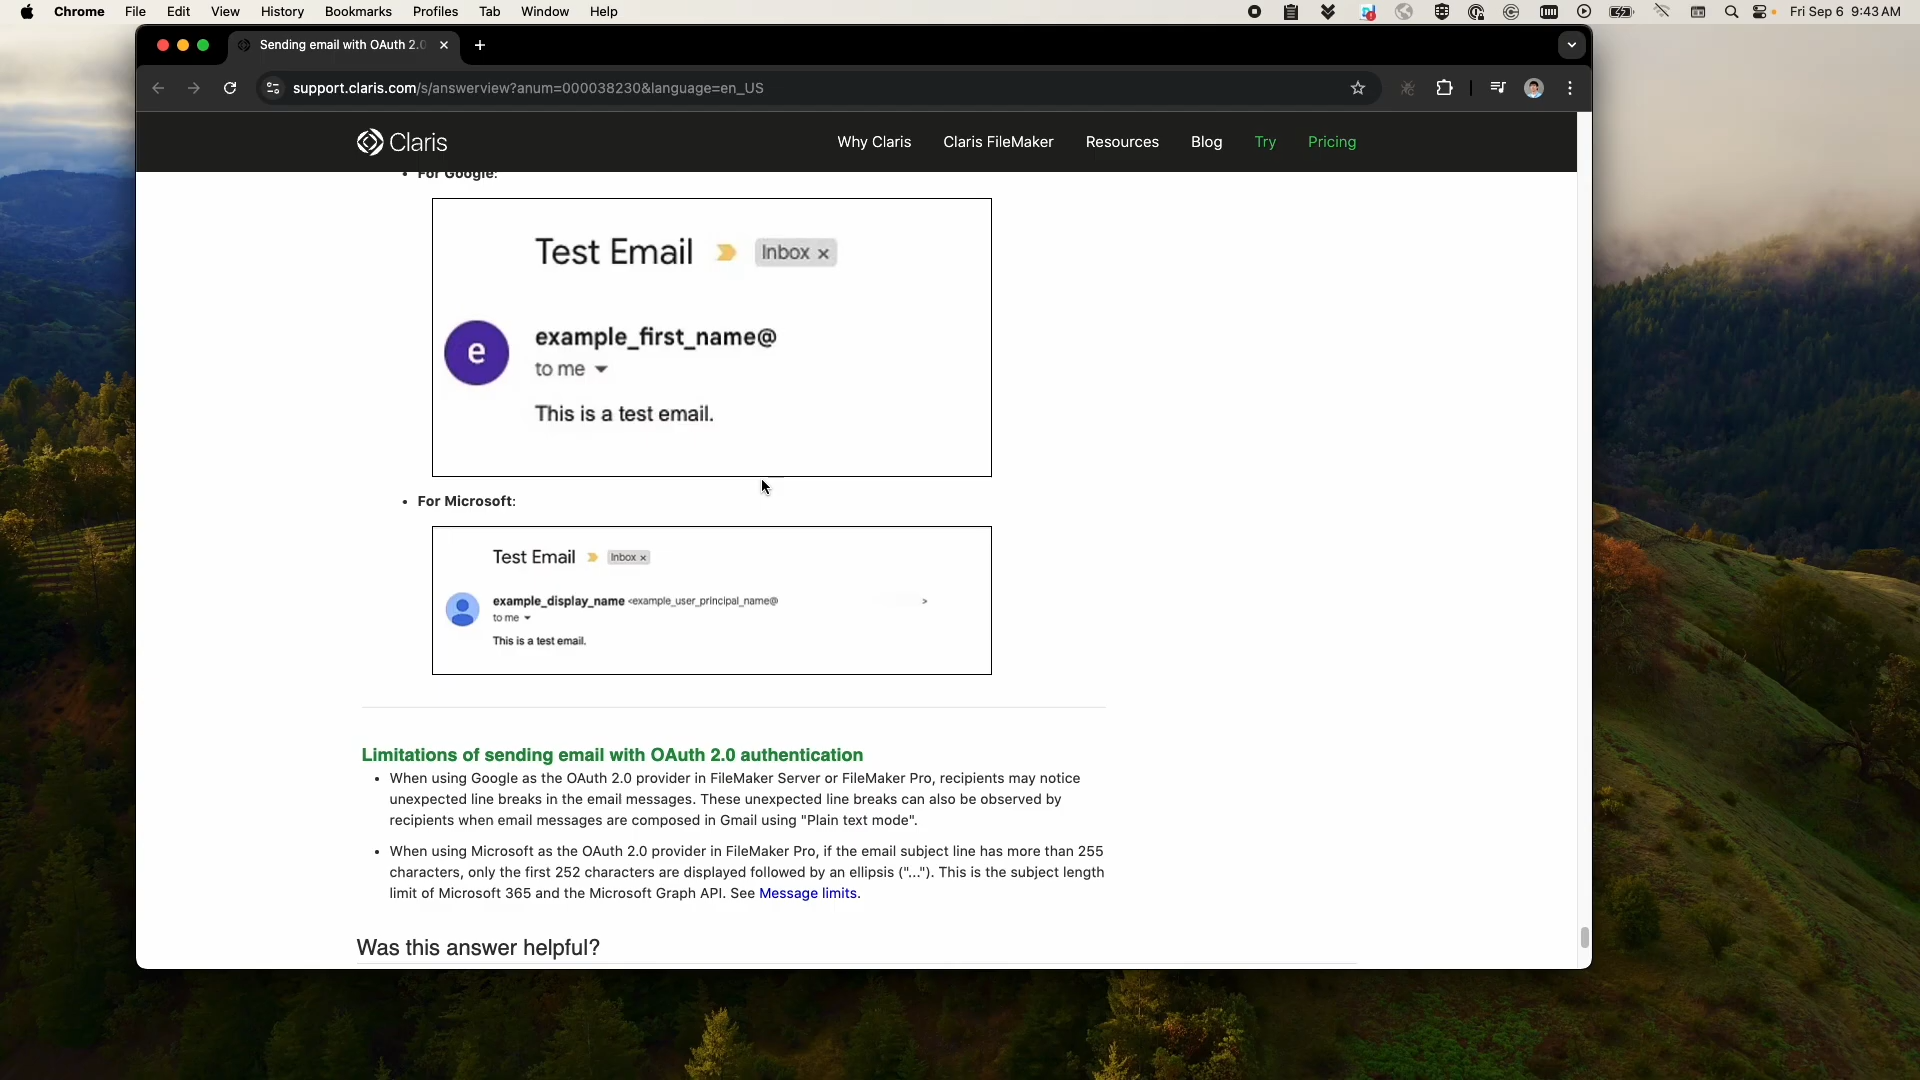 Chrome File Edit View History Bookmarks Profiles Tab Window Help Fri Sep 6 9:43 AM
Sending email with OAuth 2.0
support.claris.com/s/answerview?anum=000038230&language=en_US
Claris Why Claris Claris FileMaker Resources Blog Try Pricing
• For Google:
Test Email Inbox x
e example_first_name@
to me
This is a test email.
• For Microsoft:
Test Email Inbox x
example_display_name <example_user_principal_name@ >
to me
This is a test email.
Limitations of sending email with OAuth 2.0 authentication
• When using Google as the OAuth 2.0 provider in FileMaker Server or FileMaker Pro, recipients may notice
unexpected line breaks in the email messages. These unexpected line breaks can also be observed by
recipients when email messages are composed in Gmail using "Plain text mode".
• When using Microsoft as the OAuth 2.0 provider in FileMaker Pro, if the email subject line has more than 255
characters, only the first 252 characters are displayed followed by an ellipsis ("..."). This is the subject length
limit of Microsoft 365 and the Microsoft Graph API. See Message limits.
Was this answer helpful?